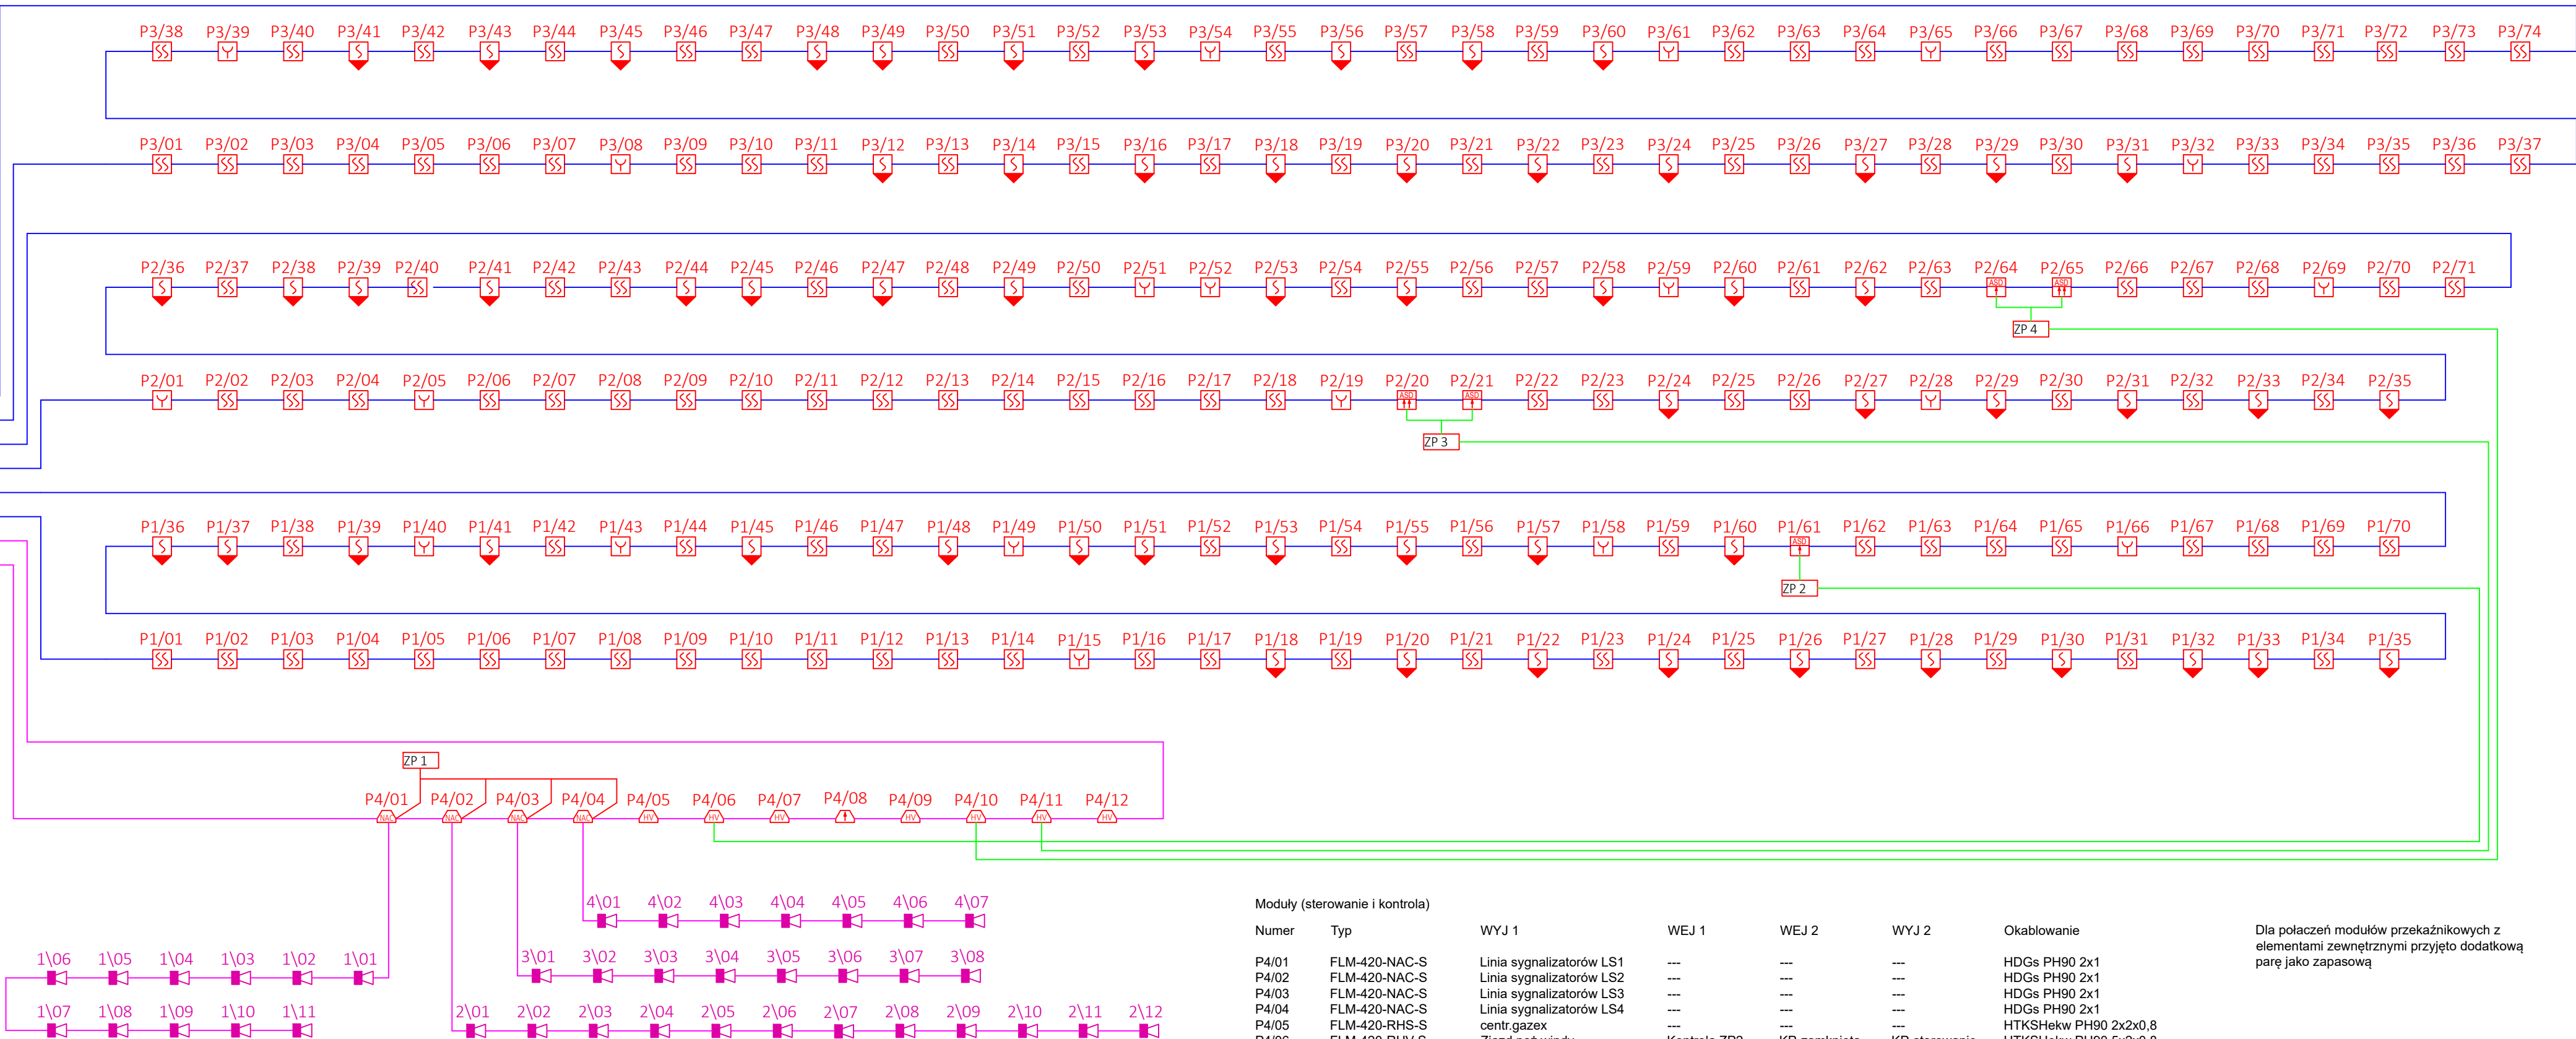 P3/38 P3/39 P3/40 P3/41 P3/42 P3/43 P3/44 P3/45 P3/46 P3/47 P3/48 P3/49 P3/50 P3/51 P3/52 P3/53 P3/54 P3/55 P3/56 P3/57 P3/58 P3/59 P3/60 P3/61 P3/62 P3/63 P3/64 P3/65 P3/66 P3/67 P3/68 P3/69 P3/70 P3/71 P3/72 P3/73 P3/74
P3/01 P3/02 P3/03 P3/04 P3/05 P3/06 P3/07 P3/08 P3/09 P3/10 P3/11 P3/12 P3/13 P3/14 P3/15 P3/16 P3/17 P3/18 P3/19 P3/20 P3/21 P3/22 P3/23 P3/24 P3/25 P3/26 P3/27 P3/28 P3/29 P3/30 P3/31 P3/32 P3/33 P3/34 P3/35 P3/36 P3/37
P2/36 P2/37 P2/38 P2/39 P2/40 P2/41 P2/42 P2/43 P2/44 P2/45 P2/46 P2/47 P2/48 P2/49 P2/50 P2/51 P2/52 P2/53 P2/54 P2/55 P2/56 P2/57 P2/58 P2/59 P2/60 P2/61 P2/62 P2/63 P2/64 P2/65 P2/66 P2/67 P2/68 P2/69 P2/70 P2/71
ASD ASD
ZP 4
P2/01 P2/02 P2/03 P2/04 P2/05 P2/06 P2/07 P2/08 P2/09 P2/10 P2/11 P2/12 P2/13 P2/14 P2/15 P2/16 P2/17 P2/18 P2/19 P2/20 P2/21 P2/22 P2/23 P2/24 P2/25 P2/26 P2/27 P2/28 P2/29 P2/30 P2/31 P2/32 P2/33 P2/34 P2/35
ASD ASD
ZP 3
P1/36 P1/37 P1/38 P1/39 P1/40 P1/41 P1/42 P1/43 P1/44 P1/45 P1/46 P1/47 P1/48 P1/49 P1/50 P1/51 P1/52 P1/53 P1/54 P1/55 P1/56 P1/57 P1/58 P1/59 P1/60 P1/61 P1/62 P1/63 P1/64 P1/65 P1/66 P1/67 P1/68 P1/69 P1/70
ASD
ZP 2
P1/01 P1/02 P1/03 P1/04 P1/05 P1/06 P1/07 P1/08 P1/09 P1/10 P1/11 P1/12 P1/13 P1/14 P1/15 P1/16 P1/17 P1/18 P1/19 P1/20 P1/21 P1/22 P1/23 P1/24 P1/25 P1/26 P1/27 P1/28 P1/29 P1/30 P1/31 P1/32 P1/33 P1/34 P1/35
ZP 1
P4/01 P4/02 P4/03 P4/04 P4/05 P4/06 P4/07 P4/08 P4/09 P4/10 P4/11 P4/12
NAC NAC NAC NAC HV HV HV HV HV HV HV
4\01 4\02 4\03 4\04 4\05 4\06 4\07
1\06 1\05 1\04 1\03 1\02 1\01
3\01 3\02 3\03 3\04 3\05 3\06 3\07 3\08
1\07 1\08 1\09 1\10 1\11
2\01 2\02 2\03 2\04 2\05 2\06 2\07 2\08 2\09 2\10 2\11 2\12
Moduły (sterowanie i kontrola)
Numer Typ WYJ 1 WEJ 1 WEJ 2 WYJ 2 Okablowanie
P4/01 FLM-420-NAC-S Linia sygnalizatorów LS1 --- --- --- HDGs PH90 2x1
P4/02 FLM-420-NAC-S Linia sygnalizatorów LS2 --- --- --- HDGs PH90 2x1
P4/03 FLM-420-NAC-S Linia sygnalizatorów LS3 --- --- --- HDGs PH90 2x1
P4/04 FLM-420-NAC-S Linia sygnalizatorów LS4 --- --- --- HDGs PH90 2x1
P4/05 FLM-420-RHS-S centr.gazex --- --- --- HTKSHekw PH90 2x2x0,8
Dla połaczeń modułów przekaźnikowych z
elementami zewnętrznymi przyjęto dodatkową
parę jako zapasową